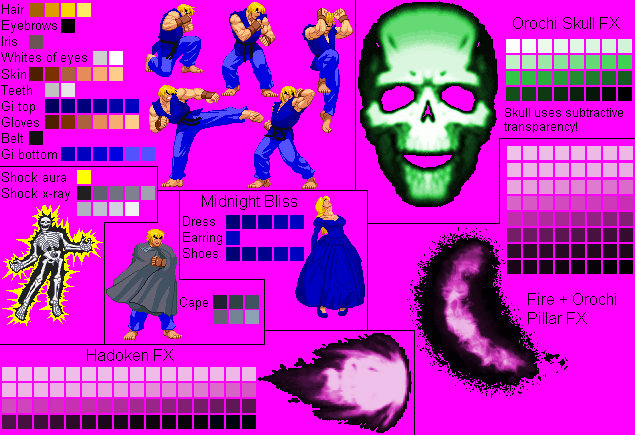 Hair
Eyebrows
Iris
Whites of eyes
Skin
Teeth
Gi top
Gloves
Belt
Gi bottom
Shock aura
Shock x-ray
Midnight Bliss
Dress
Earring
Shoes
Cape
Orochi Skull FX
Skull uses subtractive
transparency!
Fire + Orochi
Pillar FX
Hadoken FX